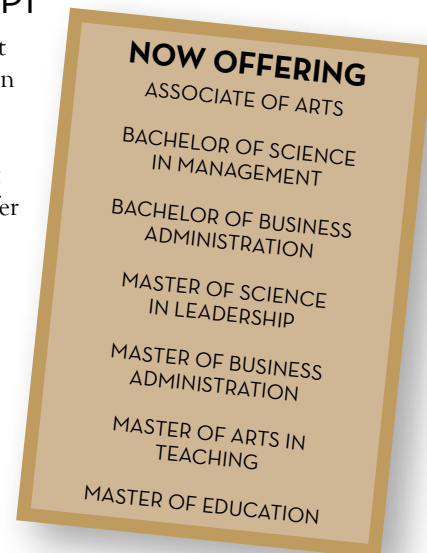 NOW OFFERING
ASSOCIATE OF ARTS
BACHELOR OF SCIENCE
IN MANAGEMENT
BACHELOR OF BUSINESS
ADMINISTRATION
MASTER OF SCIENCE
IN LEADERSHIP
MASTER OF BUSINESS
ADMINISTRATION
MASTER OF ARTS IN
TEACHING
MASTER OF EDUCATION